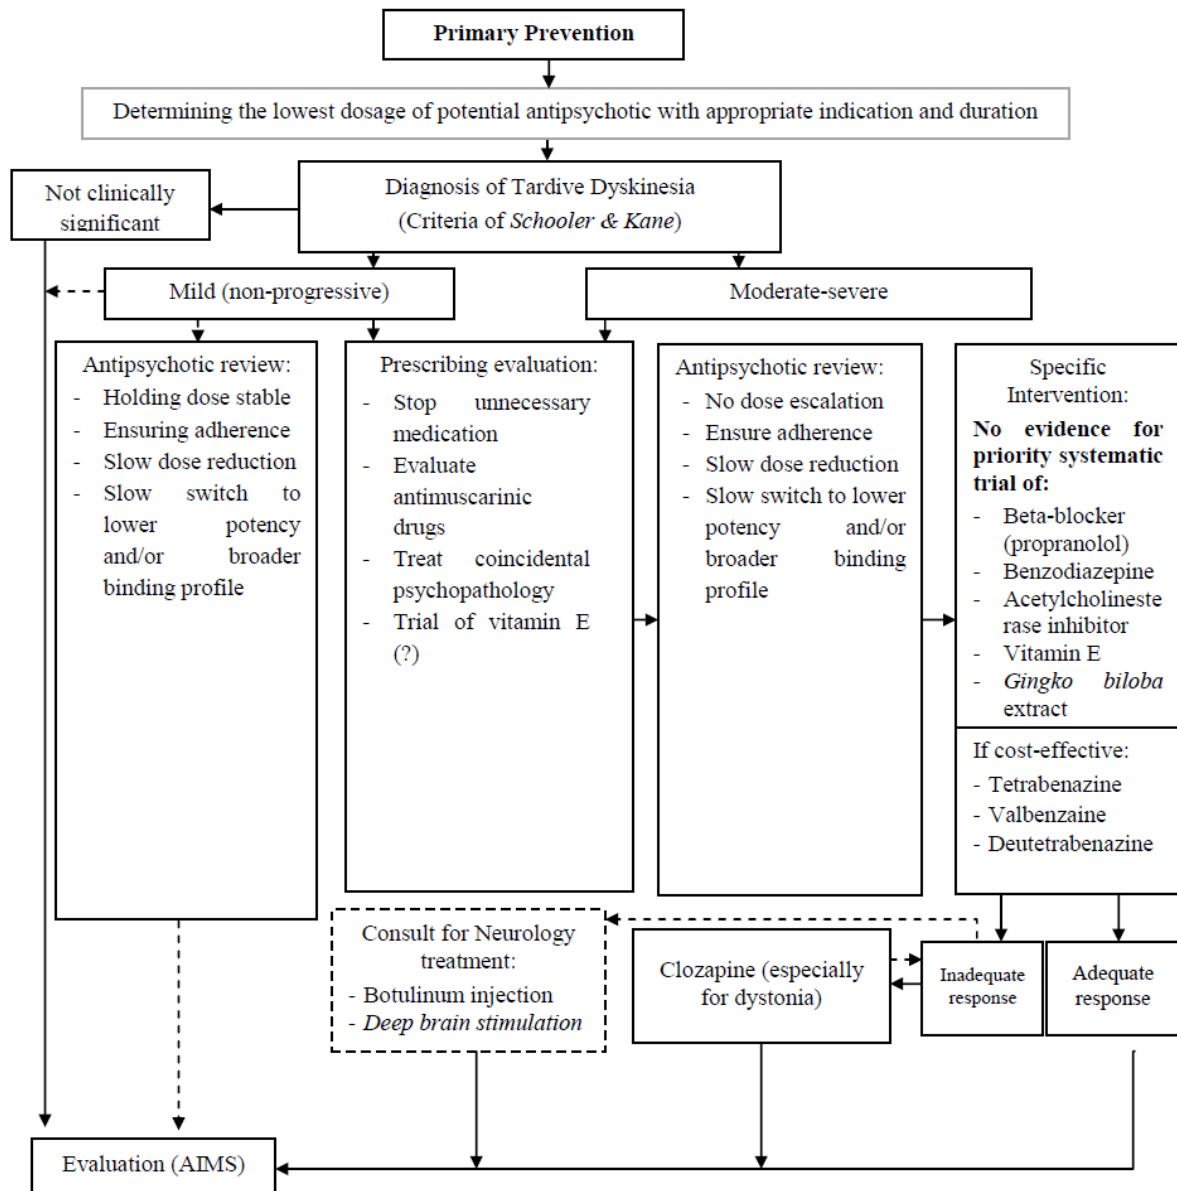 Primary Prevention
Determining the lowest dosage of potential antipsychotic with appropriate indication and duration
Not clinically
significant
Diagnosis of Tardive Dyskinesia
(Criteria of Schooler & Kane)
Mild (non-progressive)
Moderate-severe
Antipsychotic review:
- Holding dose stable
- Ensuring adherence
- Slow dose reduction
- Slow switch to
lower potency
and/or broader
binding profile
Prescribing evaluation:
- Stop unnecessary
medication
- Evaluate
antimuscarinic
drugs
- Treat coincidental
psychopathology
- Trial of vitamin E
(?)
Antipsychotic review:
- No dose escalation
- Ensure adherence
- Slow dose reduction
- Slow switch to lower
potency and/or
broader binding
profile
Specific
Intervention:
No evidence for
priority systematic
trial of:
- Beta-blocker
(propranolol)
- Benzodiazepine
- Acetylcholineste
rase inhibitor
- Vitamin E
- Gingko biloba
extract
If cost-effective:
- Tetrabenazine
- Valbenzaine
- Deutetrabenazine
Consult for Neurology
treatment:
- Botulinum injection
- Deep brain stimulation
Clozapine (especially
for dystonia)
Inadequate
response
Adequate
response
Evaluation (AIMS)